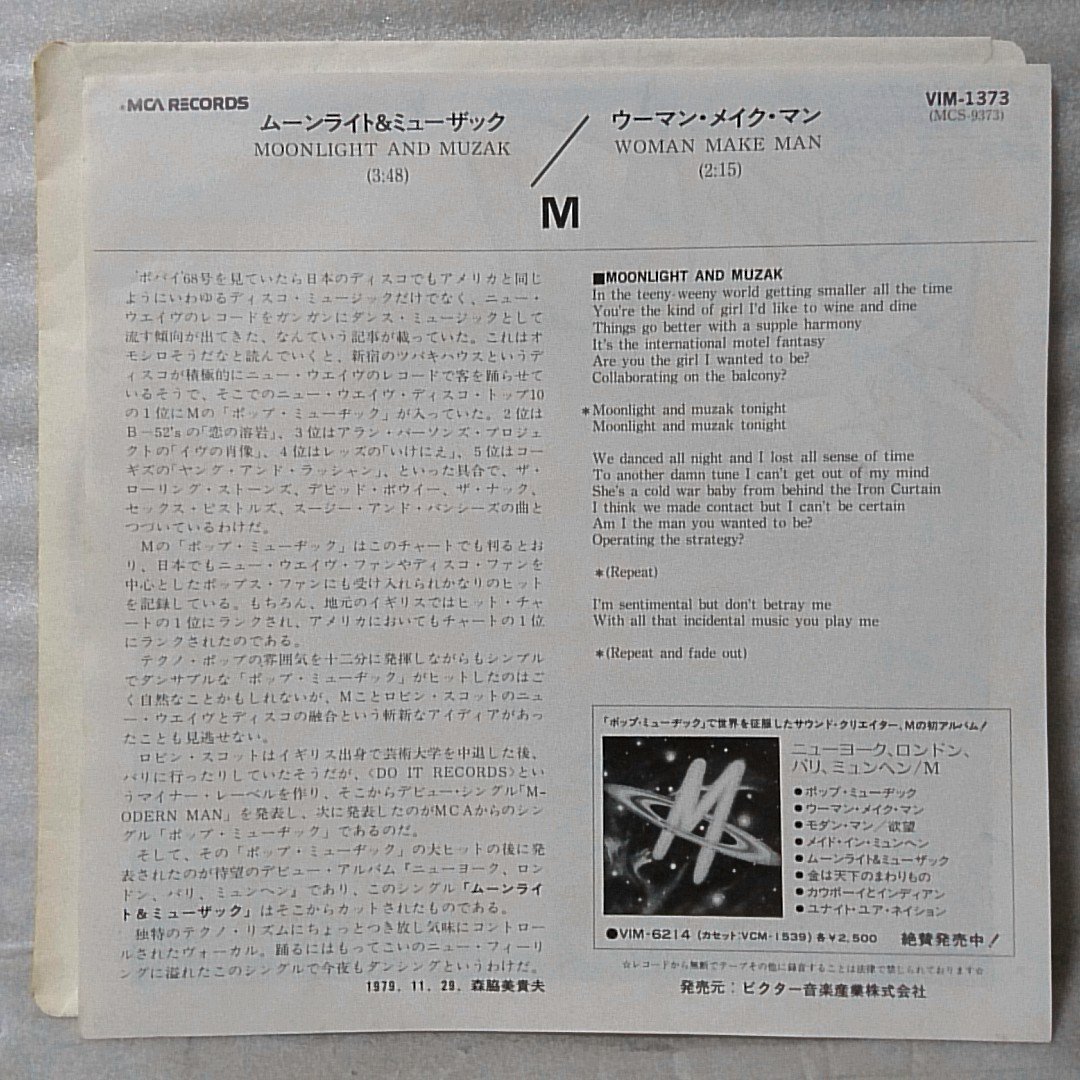 MCA RECORDS
ムーンライト&ミューザック
MOONLIGHT AND MUZAK
(3:48)
ウーマン・メイク・マン
WOMAN MAKE MAN
(2:15)
VIM-1373
(MCS-9373)
M
'ポパイ'68号を見ていたら日本のディスコでもアメリカと同じ
ようにいわゆるディスコ・ミュージックだけでなく、ニュー・
ウエイヴのレコードをガンガンにダンス・ミュージックとして
流す傾向が出てきた、なんていう記事が載っていた。これはオ
モシロそうだなと読んでいくと、新宿のツバキハウスというデ
ィスコが積極的にニュー・ウエイヴのレコードで客を踊らせて
いるそうで、そこでのニュー・ウエイヴ・ディスコ・トップ10
の1位にMの「ポップ・ミューヂック」が入っていた。2位は
B-52'sの「恋の溶岩」、3位はアラン・パーソンズ・プロジェ
クトの「イヴの肖像」、4位はレッズの「いけにえ」、5位はコー
ギズの「ヤング・アンド・ラッシャン」、といった具合で、ザ・
ローリング・ストーンズ、デビッド・ボウイー、ザ・ナック、
セックス・ピストルズ、スージー・アンド・バンシーズの曲と
つづいているわけだ。
Mの「ポップ・ミューヂック」はこのチャートでも判るとお
り、日本でもニュー・ウエイヴ・ファンやディスコ・ファンを
中心としたポップス・ファンにも受け入れられかなりのヒット
を記録している。もちろん、地元のイギリスではヒット・チャ
ートの1位にランクされ、アメリカにおいてもチャートの1位
にランクされたのである。
テクノ・ポップの雰囲気を十二分に発揮しながらもシンプル
でダンサブルな「ポップ・ミューヂック」がヒットしたのはご
く自然なことかもしれないが、Mことロビン・スコットのニュ
ー・ウエイヴとディスコの融合という斬新なアイディアがあっ
たことも見逃せない。
ロビン・スコットはイギリス出身で芸術大学を中退した後、
パリに行ったりしていたそうだが、〈DO IT RECORDS〉とい
うマイナー・レーベルを作り、そこからデビュー・シングル「M-
ODERN MAN」を発表し、次に発表したのがMCAからのシン
グル「ポップ・ミューヂック」であるのだ。
そして、その「ポップ・ミューヂック」の大ヒットの後に発
表されたのが待望のデビュー・アルバム「ニューヨーク、ロン
ドン、パリ、ミュンヘン」であり、このシングル「ムーンライ
ト&ミューザック」はそこからカットされたものである。
独特のテクノ・リズムにちょっとつき放し気味にコントロー
ルされたヴォーカル。踊るにはもってこいのニュー・フィーリ
ングに溢れたこのシングルで今夜もダンシングというわけだ。
1979. 11. 29. 森脇美貴夫
■MOONLIGHT AND MUZAK
In the teeny-weeny world getting smaller all the time
You're the kind of girl I'd like to wine and dine
Things go better with a supple harmony
It's the international motel fantasy
Are you the girl I wanted to be?
Collaborating on the balcony?
*Moonlight and muzak tonight
Moonlight and muzak tonight
We danced all night and I lost all sense of time
To another damn tune I can't get out of my mind
She's a cold war baby from behind the Iron Curtain
I think we made contact but I can't be certain
Am I the man you wanted to be?
Operating the strategy?
*(Repeat)
I'm sentimental but don't betray me
With all that incidental music you play me
*(Repeat and fade out)
「ポップ・ミューヂック」で世界を征服したサウンド・クリエイター、Mの初アルバム!
M
ニューヨーク、ロンドン、
パリ、ミュンヘン/M
●ポップ・ミューヂック
●ウーマン・メイク・マン
●モダン・マン/欲望
●メイド・イン・ミュンヘン
●ムーンライト&ミューザック
●金は天下のまわりもの
●カウボーイとインディアン
●ユナイト・ユア・ネイション
●VIM-6214 (カセット:VCM-1539) 各¥2,500 絶賛発売中!
☆レコードから無断でテープその他に録音することは法律で禁じられております☆
発売元:ビクター音楽産業株式会社